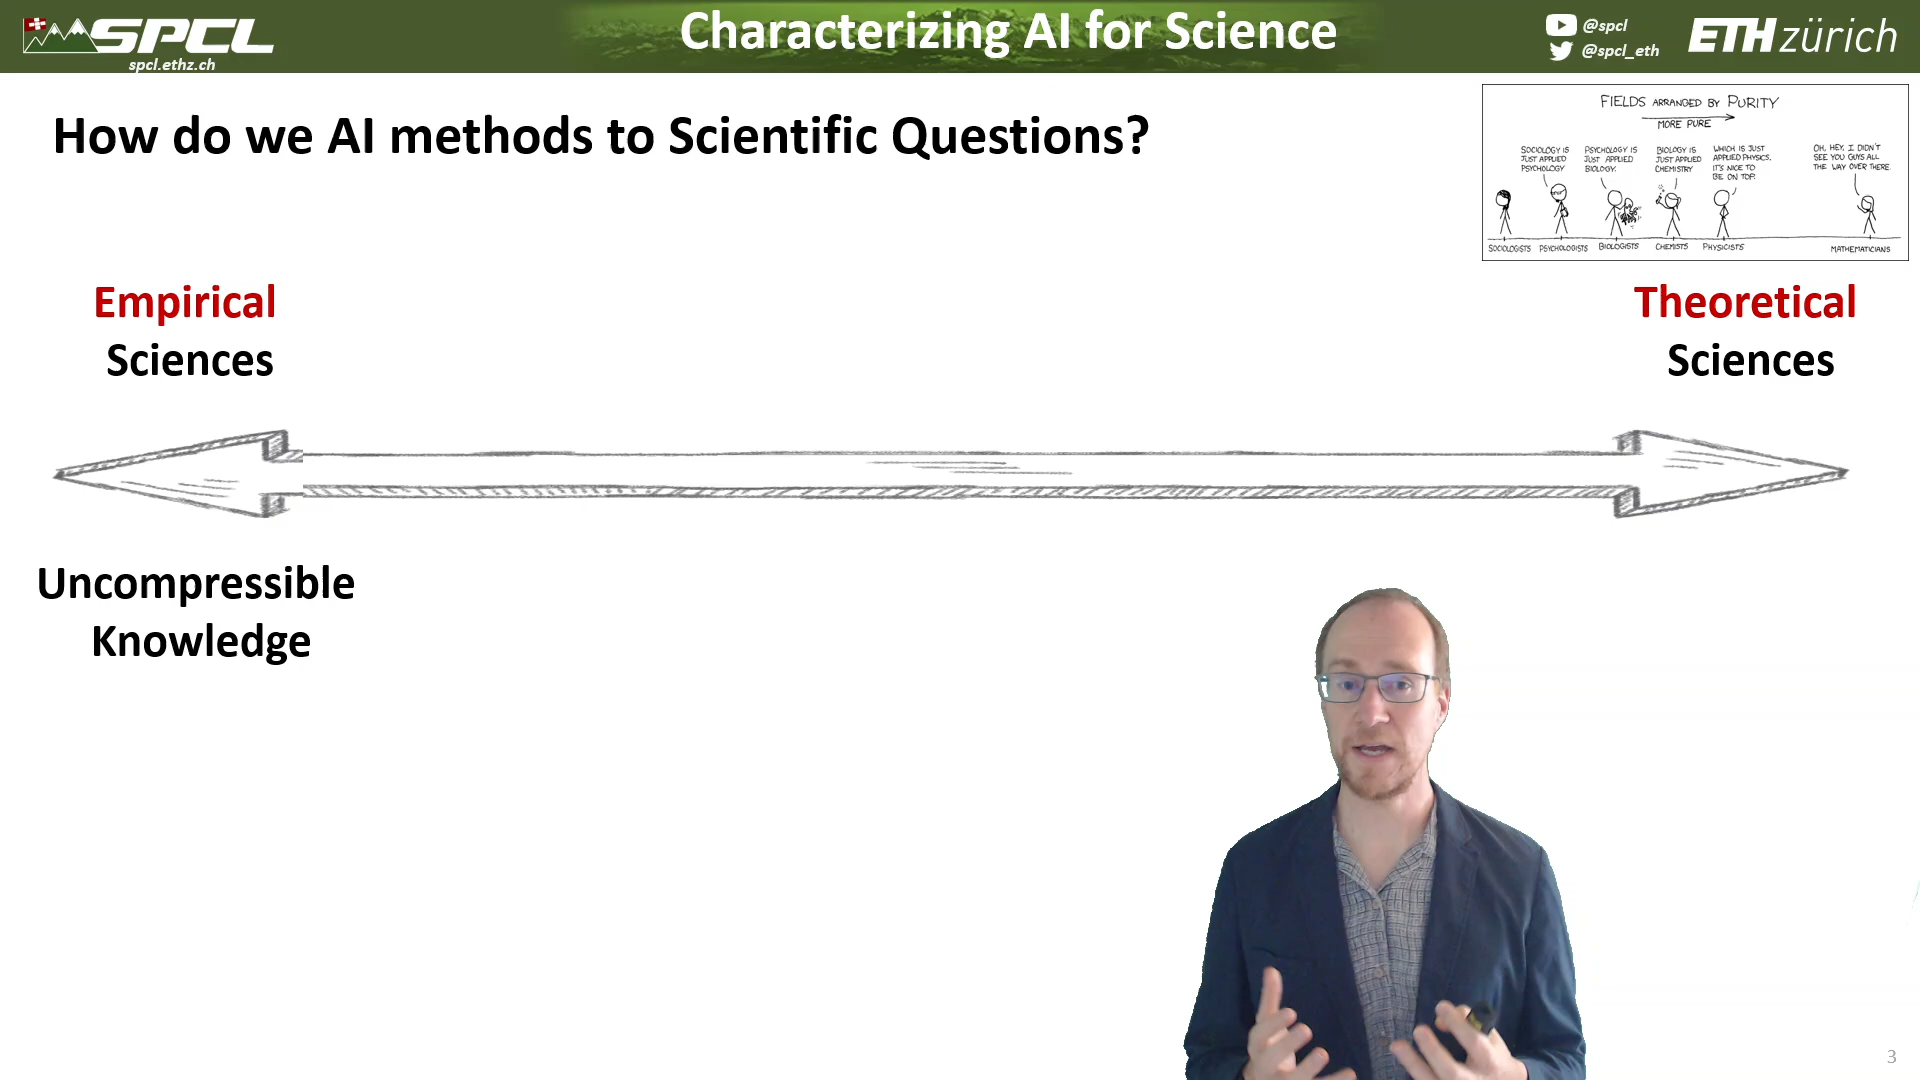 SPCL
spcl.ethz.ch
Characterizing AI for Science
@spcl
@spcl_eth
ETH zürich
How do we AI methods to Scientific Questions?
FIELDS ARRANGED BY PURITY
MORE PURE
SOCIOLOGY IS
JUST APPLIED
PSYCHOLOGY
PSYCHOLOGY IS
JUST APPLIED
BIOLOGY.
BIOLOGY IS
JUST APPLIED
CHEMISTRY
WHICH IS JUST
APPLIED PHYSICS.
IT'S NICE TO
BE ON TOP.
OH, HEY, I DIDN'T
SEE YOU GUYS ALL
THE WAY OVER THERE.
SOCIOLOGISTS
PSYCHOLOGISTS
BIOLOGISTS
CHEMISTS
PHYSICISTS
MATHEMATICIANS
Empirical
Sciences
Theoretical
Sciences
Uncompressible
Knowledge
3